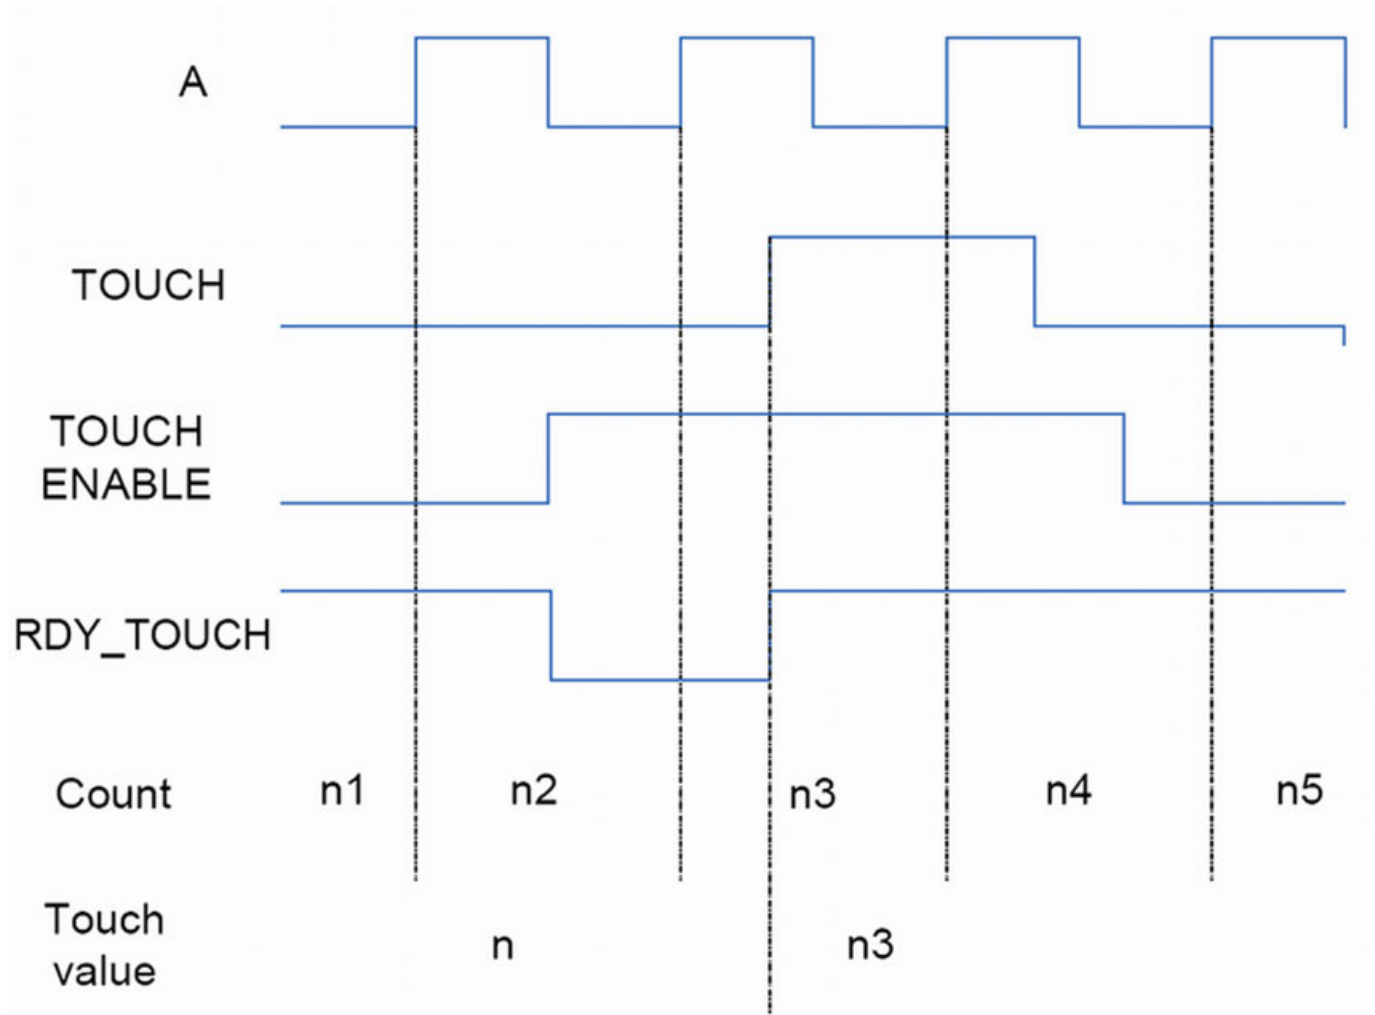 A
TOUCH
TOUCH
ENABLE
RDY_TOUCH
Count n1 n2 n3 n4 n5
Touch
value n n3